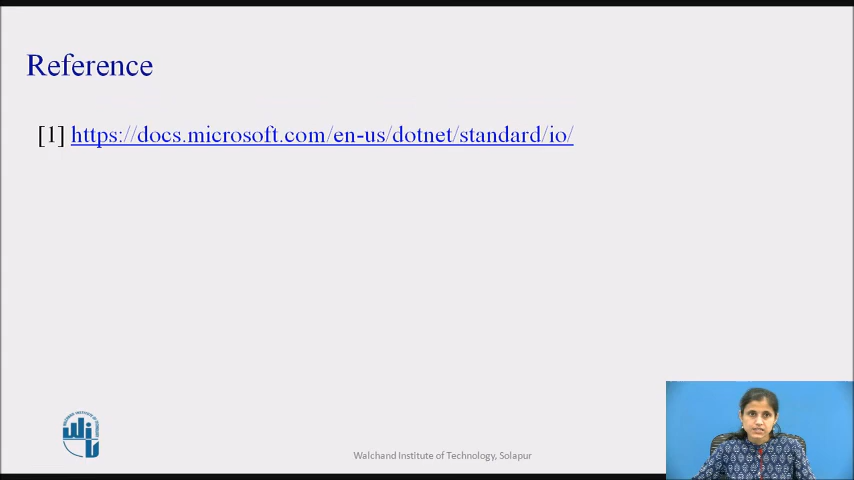 Reference
[1] https://docs.microsoft.com/en-us/dotnet/standard/io/
Walchand Institute of Technology, Solapur